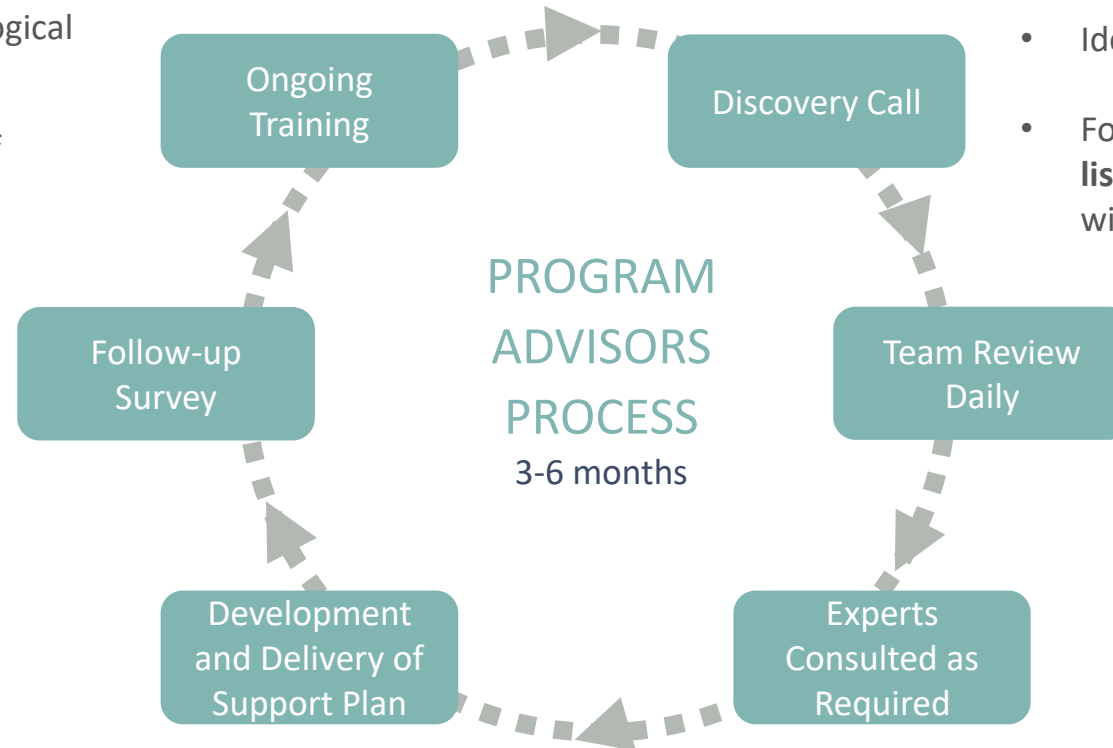 Ongoing
Training
Discovery Call
•
•
PROGRAM
ADVISORS
PROCESS
3-6 months
Follow-up
Survey
Team Review
Daily
Development
and Delivery of
Support Plan
Experts
Consulted as
Required